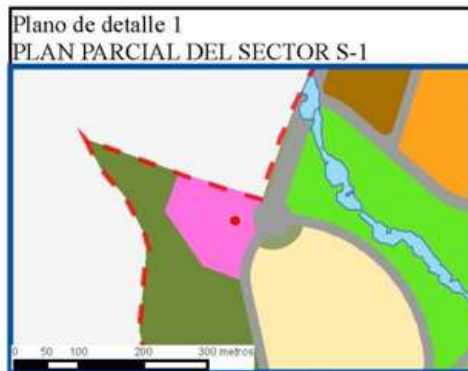 Plano de detalle 1
PLAN PARCIAL DEL SECTOR S-1
0 50 100 200 300 metros